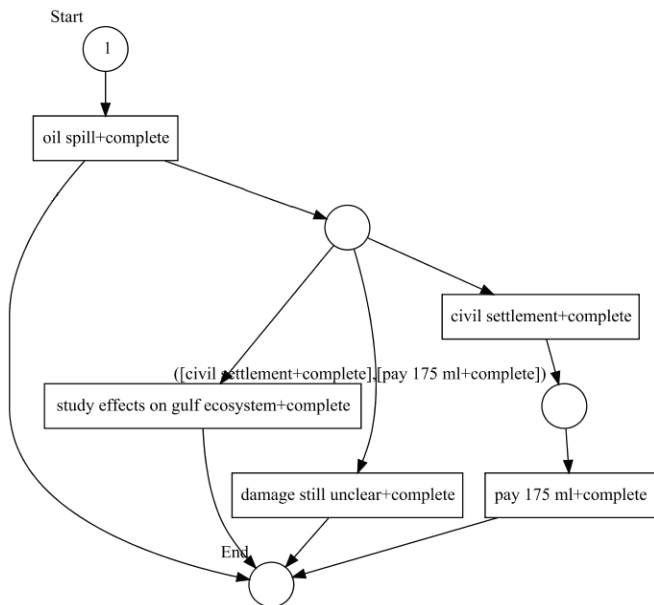 Start
1
oil spill+complete
civil settlement+complete
([civil settlement+complete],[pay 175 ml+complete])
study effects on gulf ecosystem+complete
damage still unclear+complete
pay 175 ml+complete
End